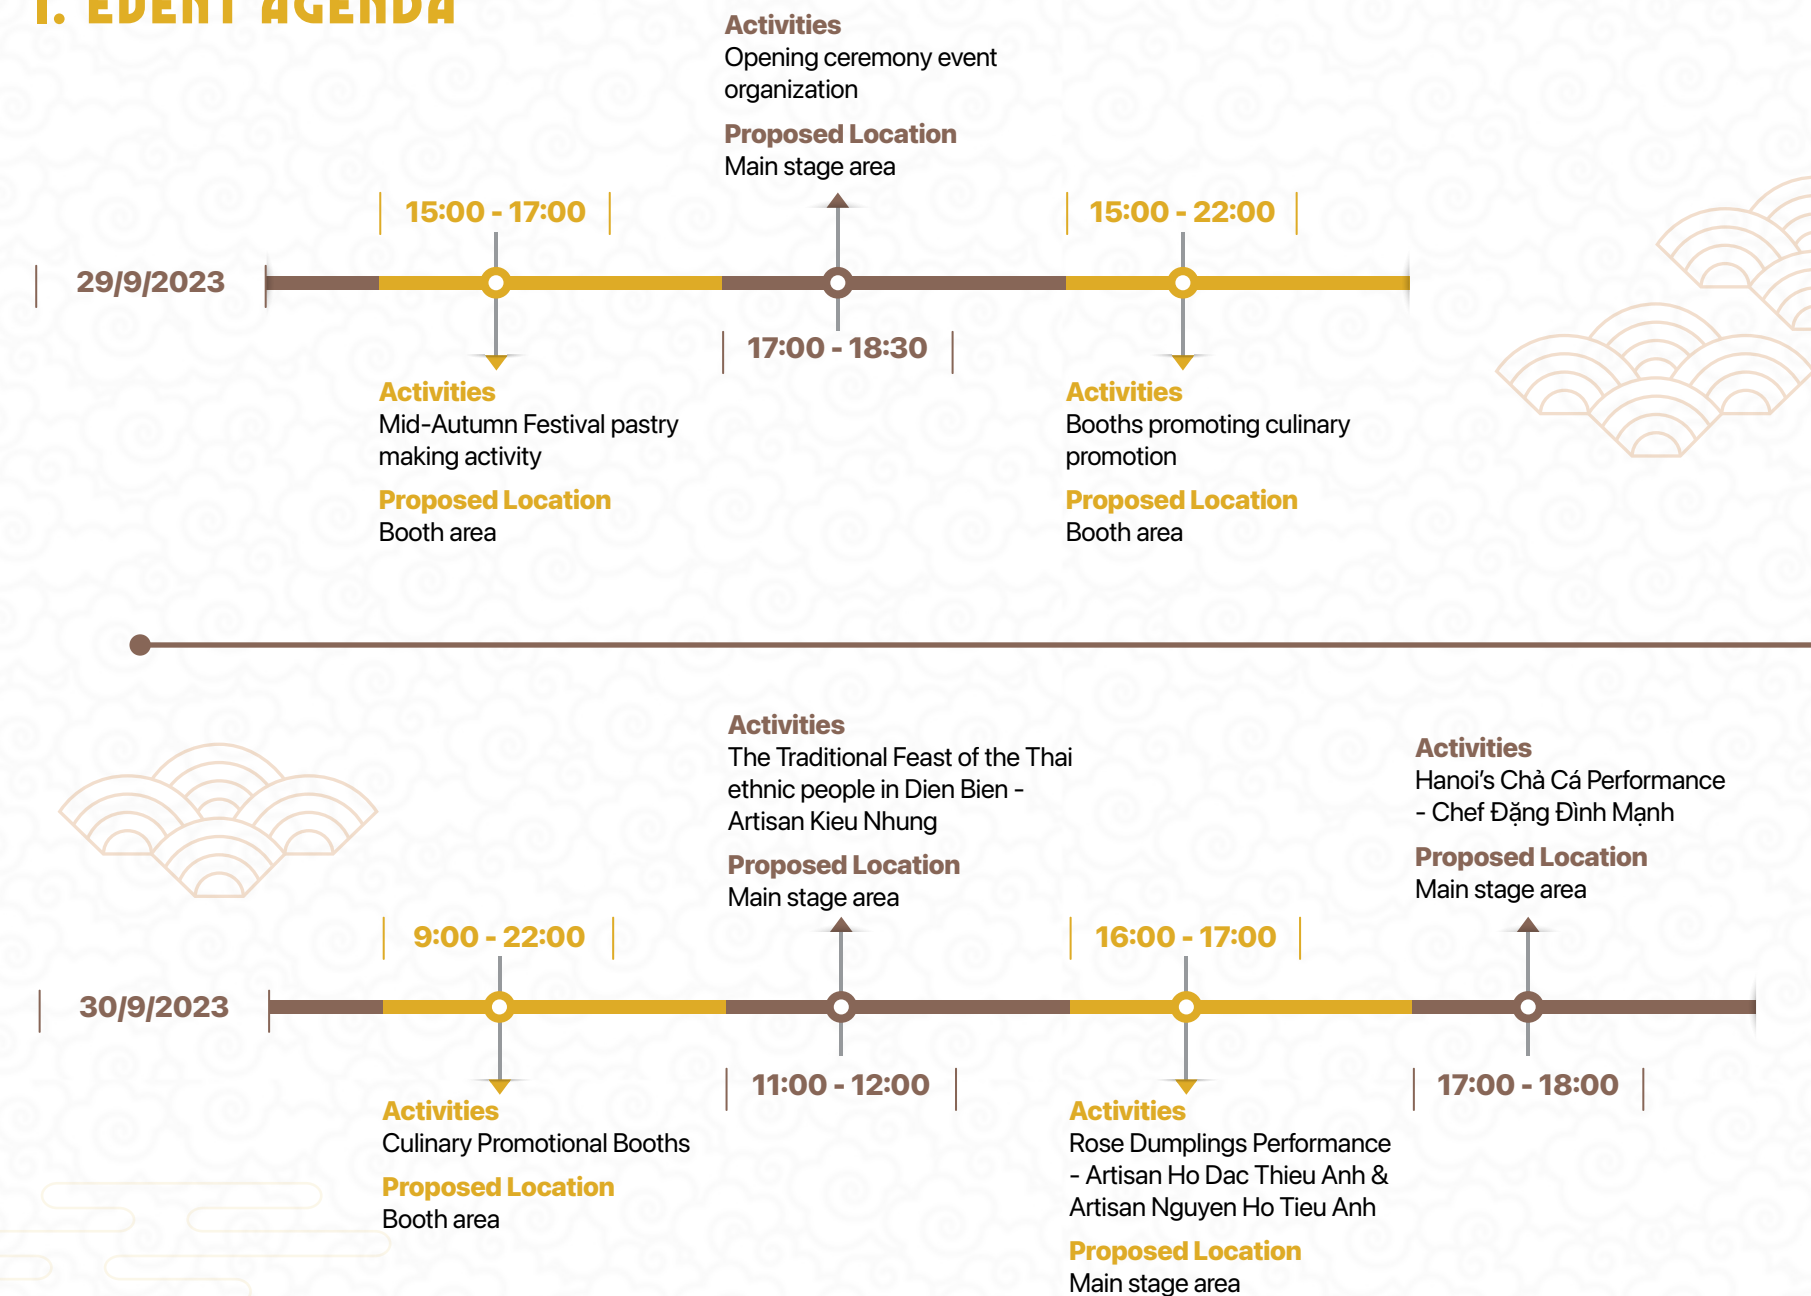 1. EVENT AGENDA
29/9/2023
15:00 - 17:00
Activities
Mid-Autumn Festival pastry
making activity
Proposed Location
Booth area
Activities
Opening ceremony event
organization
Proposed Location
Main stage area
17:00 - 18:30
15:00 - 22:00
Activities
Booths promoting culinary
promotion
Proposed Location
Booth area
30/9/2023
9:00 - 22:00
Activities
Culinary Promotional Booths
Proposed Location
Booth area
Activities
The Traditional Feast of the Thai
ethnic people in Dien Bien -
Artisan Kieu Nhung
Proposed Location
Main stage area
11:00 - 12:00
16:00 - 17:00
Activities
Rose Dumplings Performance
- Artisan Ho Dac Thieu Anh &
Artisan Nguyen Ho Tieu Anh
Proposed Location
Main stage area
Activities
Hanoi's Chả Cá Performance
- Chef Đặng Đình Mạnh
Proposed Location
Main stage area
17:00 - 18:00